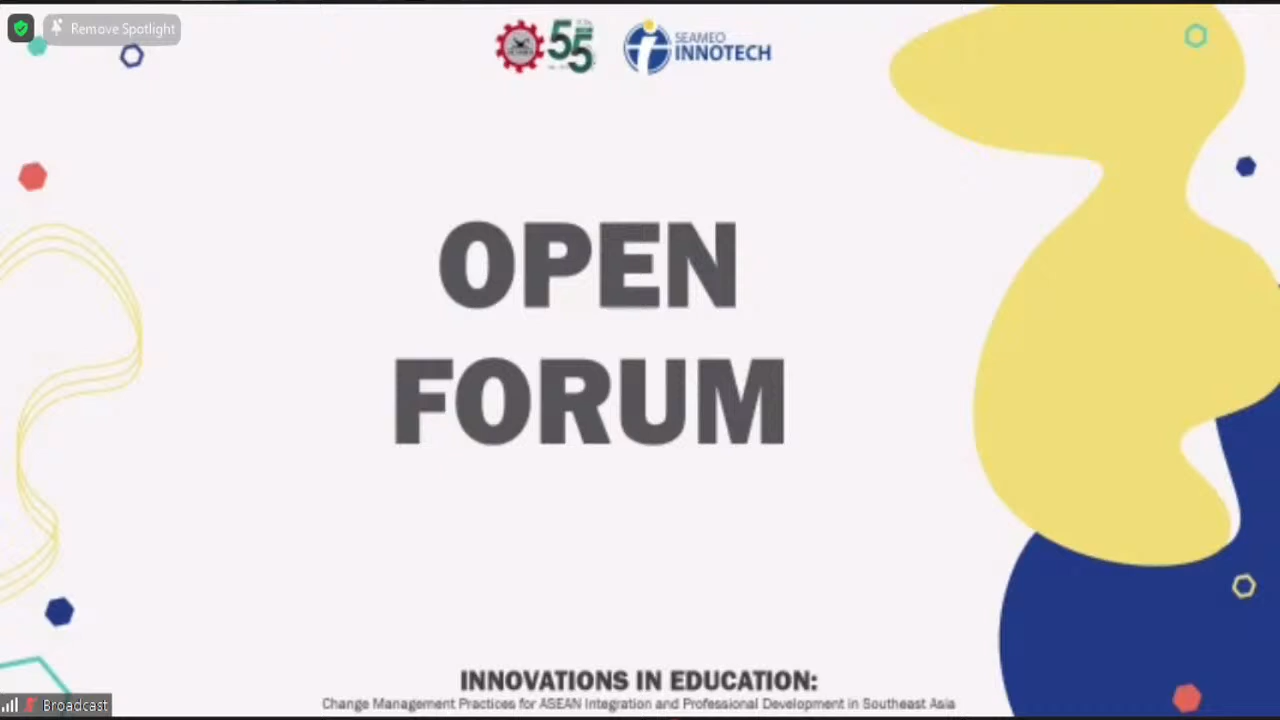 Remove Spotlight
55
SEAMEO
INNOTECH
OPEN
FORUM
INNOVATIONS IN EDUCATION:
Change Management Practices for ASEAN Integration and Professional Development in Southeast Asia
Broadcast